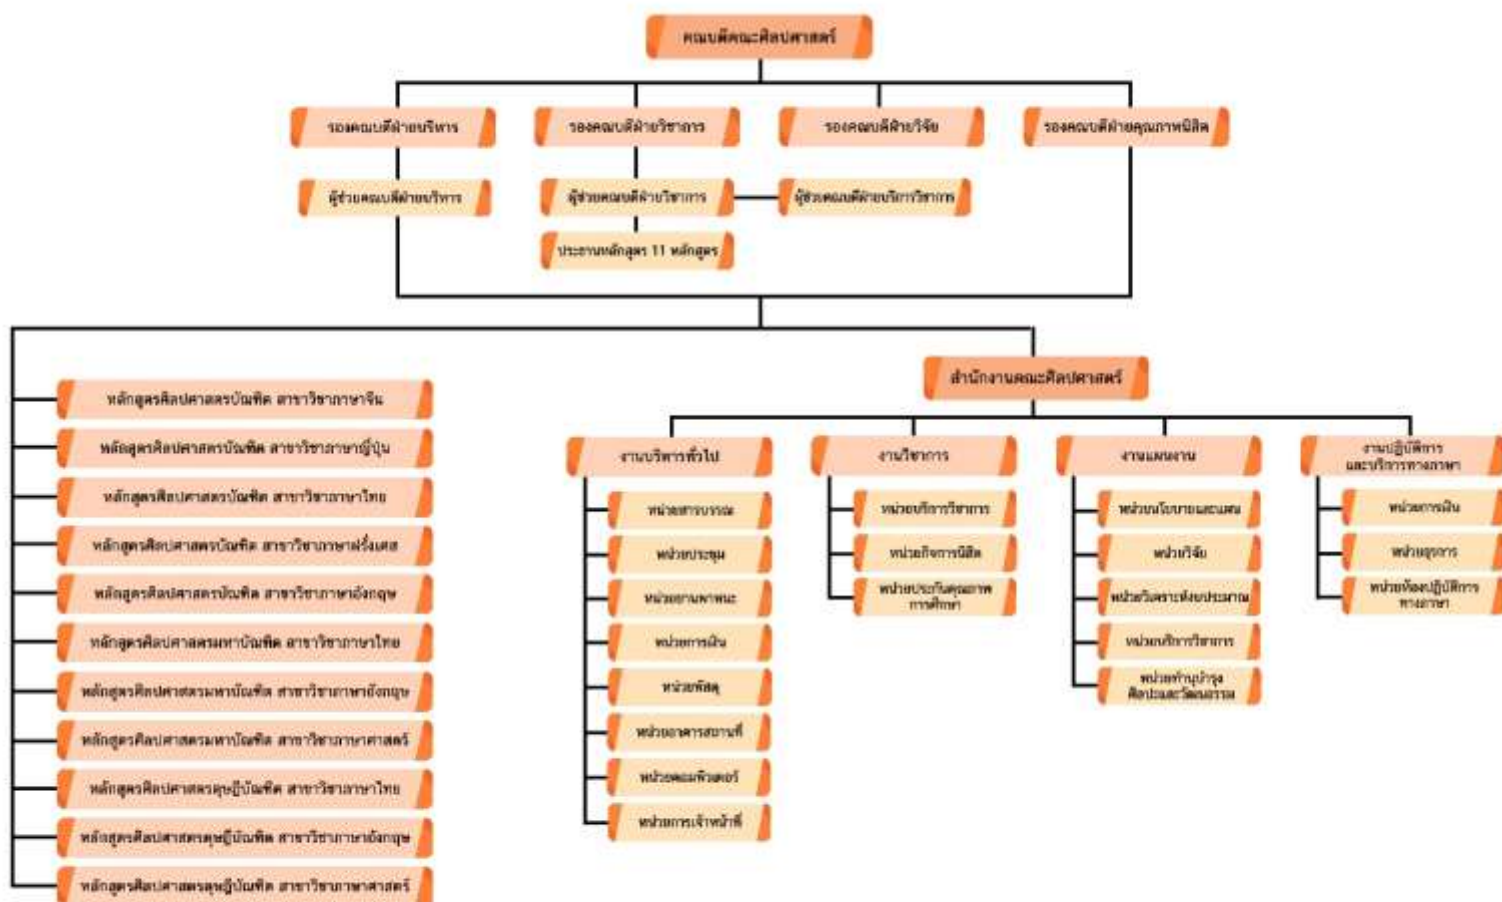 คณบดีคณะศิลปศาสตร์
รองคณบดีฝ่ายบริหาร
รองคณบดีฝ่ายวิชาการ
รองคณบดีฝ่ายวิจัย
รองคณบดีฝ่ายคุณภาพนิสิต
ผู้ช่วยคณบดีฝ่ายบริหาร
ผู้ช่วยคณบดีฝ่ายวิชาการ
ผู้ช่วยคณบดีฝ่ายบริการวิชาการ
ประธานหลักสูตร 11 หลักสูตร
หลักสูตรศิลปศาสตรบัณฑิต สาขาวิชาภาษาจีน
หลักสูตรศิลปศาสตรบัณฑิต สาขาวิชาภาษาญี่ปุ่น
หลักสูตรศิลปศาสตรบัณฑิต สาขาวิชาภาษาไทย
หลักสูตรศิลปศาสตรบัณฑิต สาขาวิชาภาษาฝรั่งเศส
หลักสูตรศิลปศาสตรบัณฑิต สาขาวิชาภาษาอังกฤษ
หลักสูตรศิลปศาสตรมหาบัณฑิต สาขาวิชาภาษาไทย
หลักสูตรศิลปศาสตรมหาบัณฑิต สาขาวิชาภาษาอังกฤษ
หลักสูตรศิลปศาสตรมหาบัณฑิต สาขาวิชาภาษาศาสตร์
หลักสูตรศิลปศาสตรดุษฎีบัณฑิต สาขาวิชาภาษาไทย
หลักสูตรศิลปศาสตรดุษฎีบัณฑิต สาขาวิชาภาษาอังกฤษ
หลักสูตรศิลปศาสตรดุษฎีบัณฑิต สาขาวิชาภาษาศาสตร์
สำนักงานคณะศิลปศาสตร์
งานบริหารทั่วไป
หน่วยสารบรรณ
หน่วยประชุม
หน่วยยานพาหนะ
หน่วยการเงิน
หน่วยพัสดุ
หน่วยอาคารสถานที่
หน่วยคอมพิวเตอร์
หน่วยการเจ้าหน้าที่
งานวิชาการ
หน่วยบริการวิชาการ
หน่วยกิจการนิสิต
หน่วยประกันคุณภาพ
การศึกษา
งานแผนงาน
หน่วยนโยบายและแผน
หน่วยวิจัย
หน่วยวิเคราะห์งบประมาณ
หน่วยบริการวิชาการ
หน่วยทำนุบำรุง
ศิลปะและวัฒนธรรม
งานปฏิบัติการ
และบริการทางภาษา
หน่วยการเงิน
หน่วยธุรการ
หน่วยห้องปฏิบัติการ
ทางภาษา